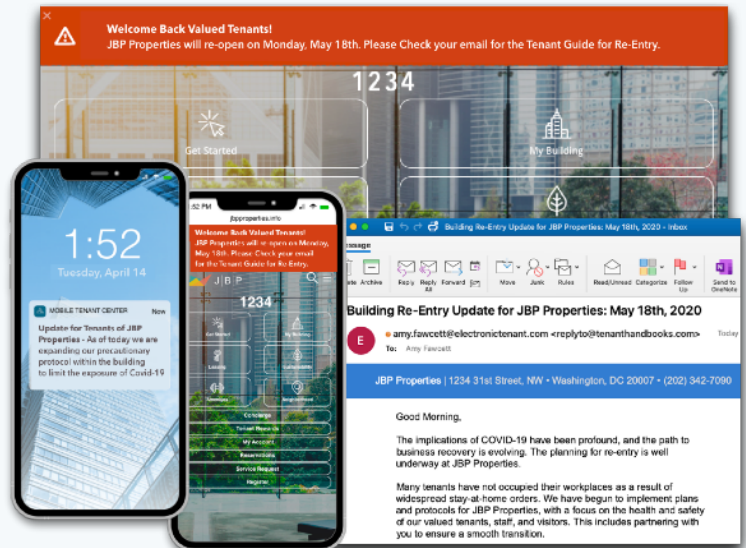 Welcome Back Valued Tenants!
JBP Properties will re-open on Monday, May 18th. Please Check your email for the Tenant Guide for Re-Entry.
1234
Get Started
My Building
1:52
Tuesday, April 14
MOBILE TENANT CENTER Now
Update for Tenants of JBP
Properties - As of today we are
expanding our precautionary
protocol within the building
to limit the exposure of Covid-19
:52 PM
jbpproperties.info
Welcome Back Valued Tenants!
JBP Properties will re-open on Monday,
May 18th. Please Check your email
for the Tenant Guide for Re-Entry.
JBP
1234
Get Started
My Building
Leasing
Sustainability
Concierge
Tenant Rewards
My Account
Reservations
Service Request
Register
Building Re-Entry Update for JBP Properties: May 18th, 2020 - Inbox
Archive Reply Reply All Forward Move Junk Rules Read/Unread Categorize Follow Up Send to OneNote
Building Re-Entry Update for JBP Properties: May 18th, 2020
E
amy.fawcett@electronictenant.com <replyto@tenanthandbooks.com> Today
To: Amy Fawcett
JBP Properties | 1234 31st Street, NW • Washington, DC 20007 • (202) 342-7090
Good Morning,
The implications of COVID-19 have been profound, and the path to
business recovery is evolving. The planning for re-entry is well
underway at JBP Properties.
Many tenants have not occupied their workplaces as a result of
widespread stay-at-home orders. We have begun to implement plans
and protocols for JBP Properties, with a focus on the health and safety
of our valued tenants, staff, and visitors. This includes partnering with
you to ensure a smooth transition.